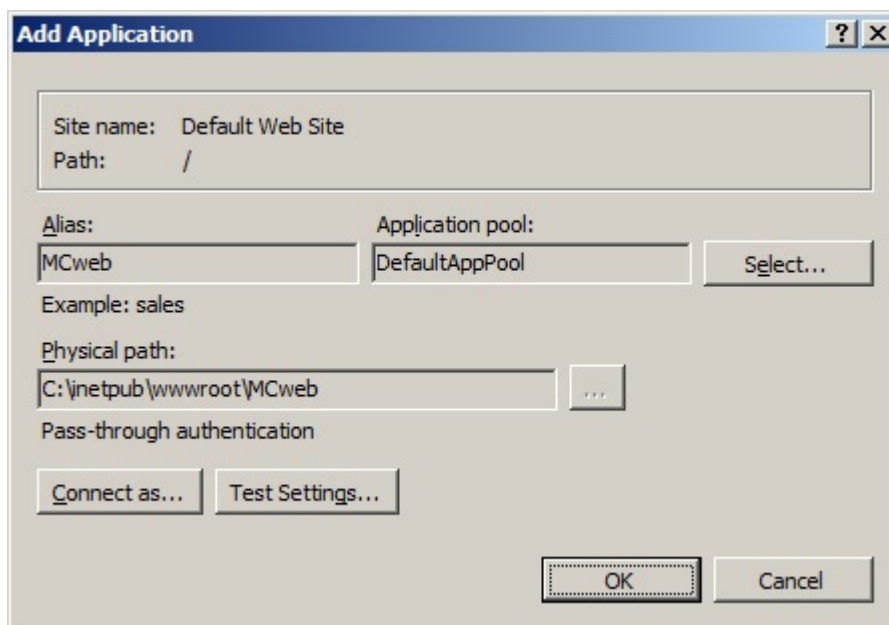 Add Application
Site name: Default Web Site
Path: /
Alias: Application pool:
MCweb DefaultAppPool Select...
Example: sales
Physical path:
C:\inetpub\wwwroot\MCweb ...
Pass-through authentication
Connect as... Test Settings...
OK Cancel